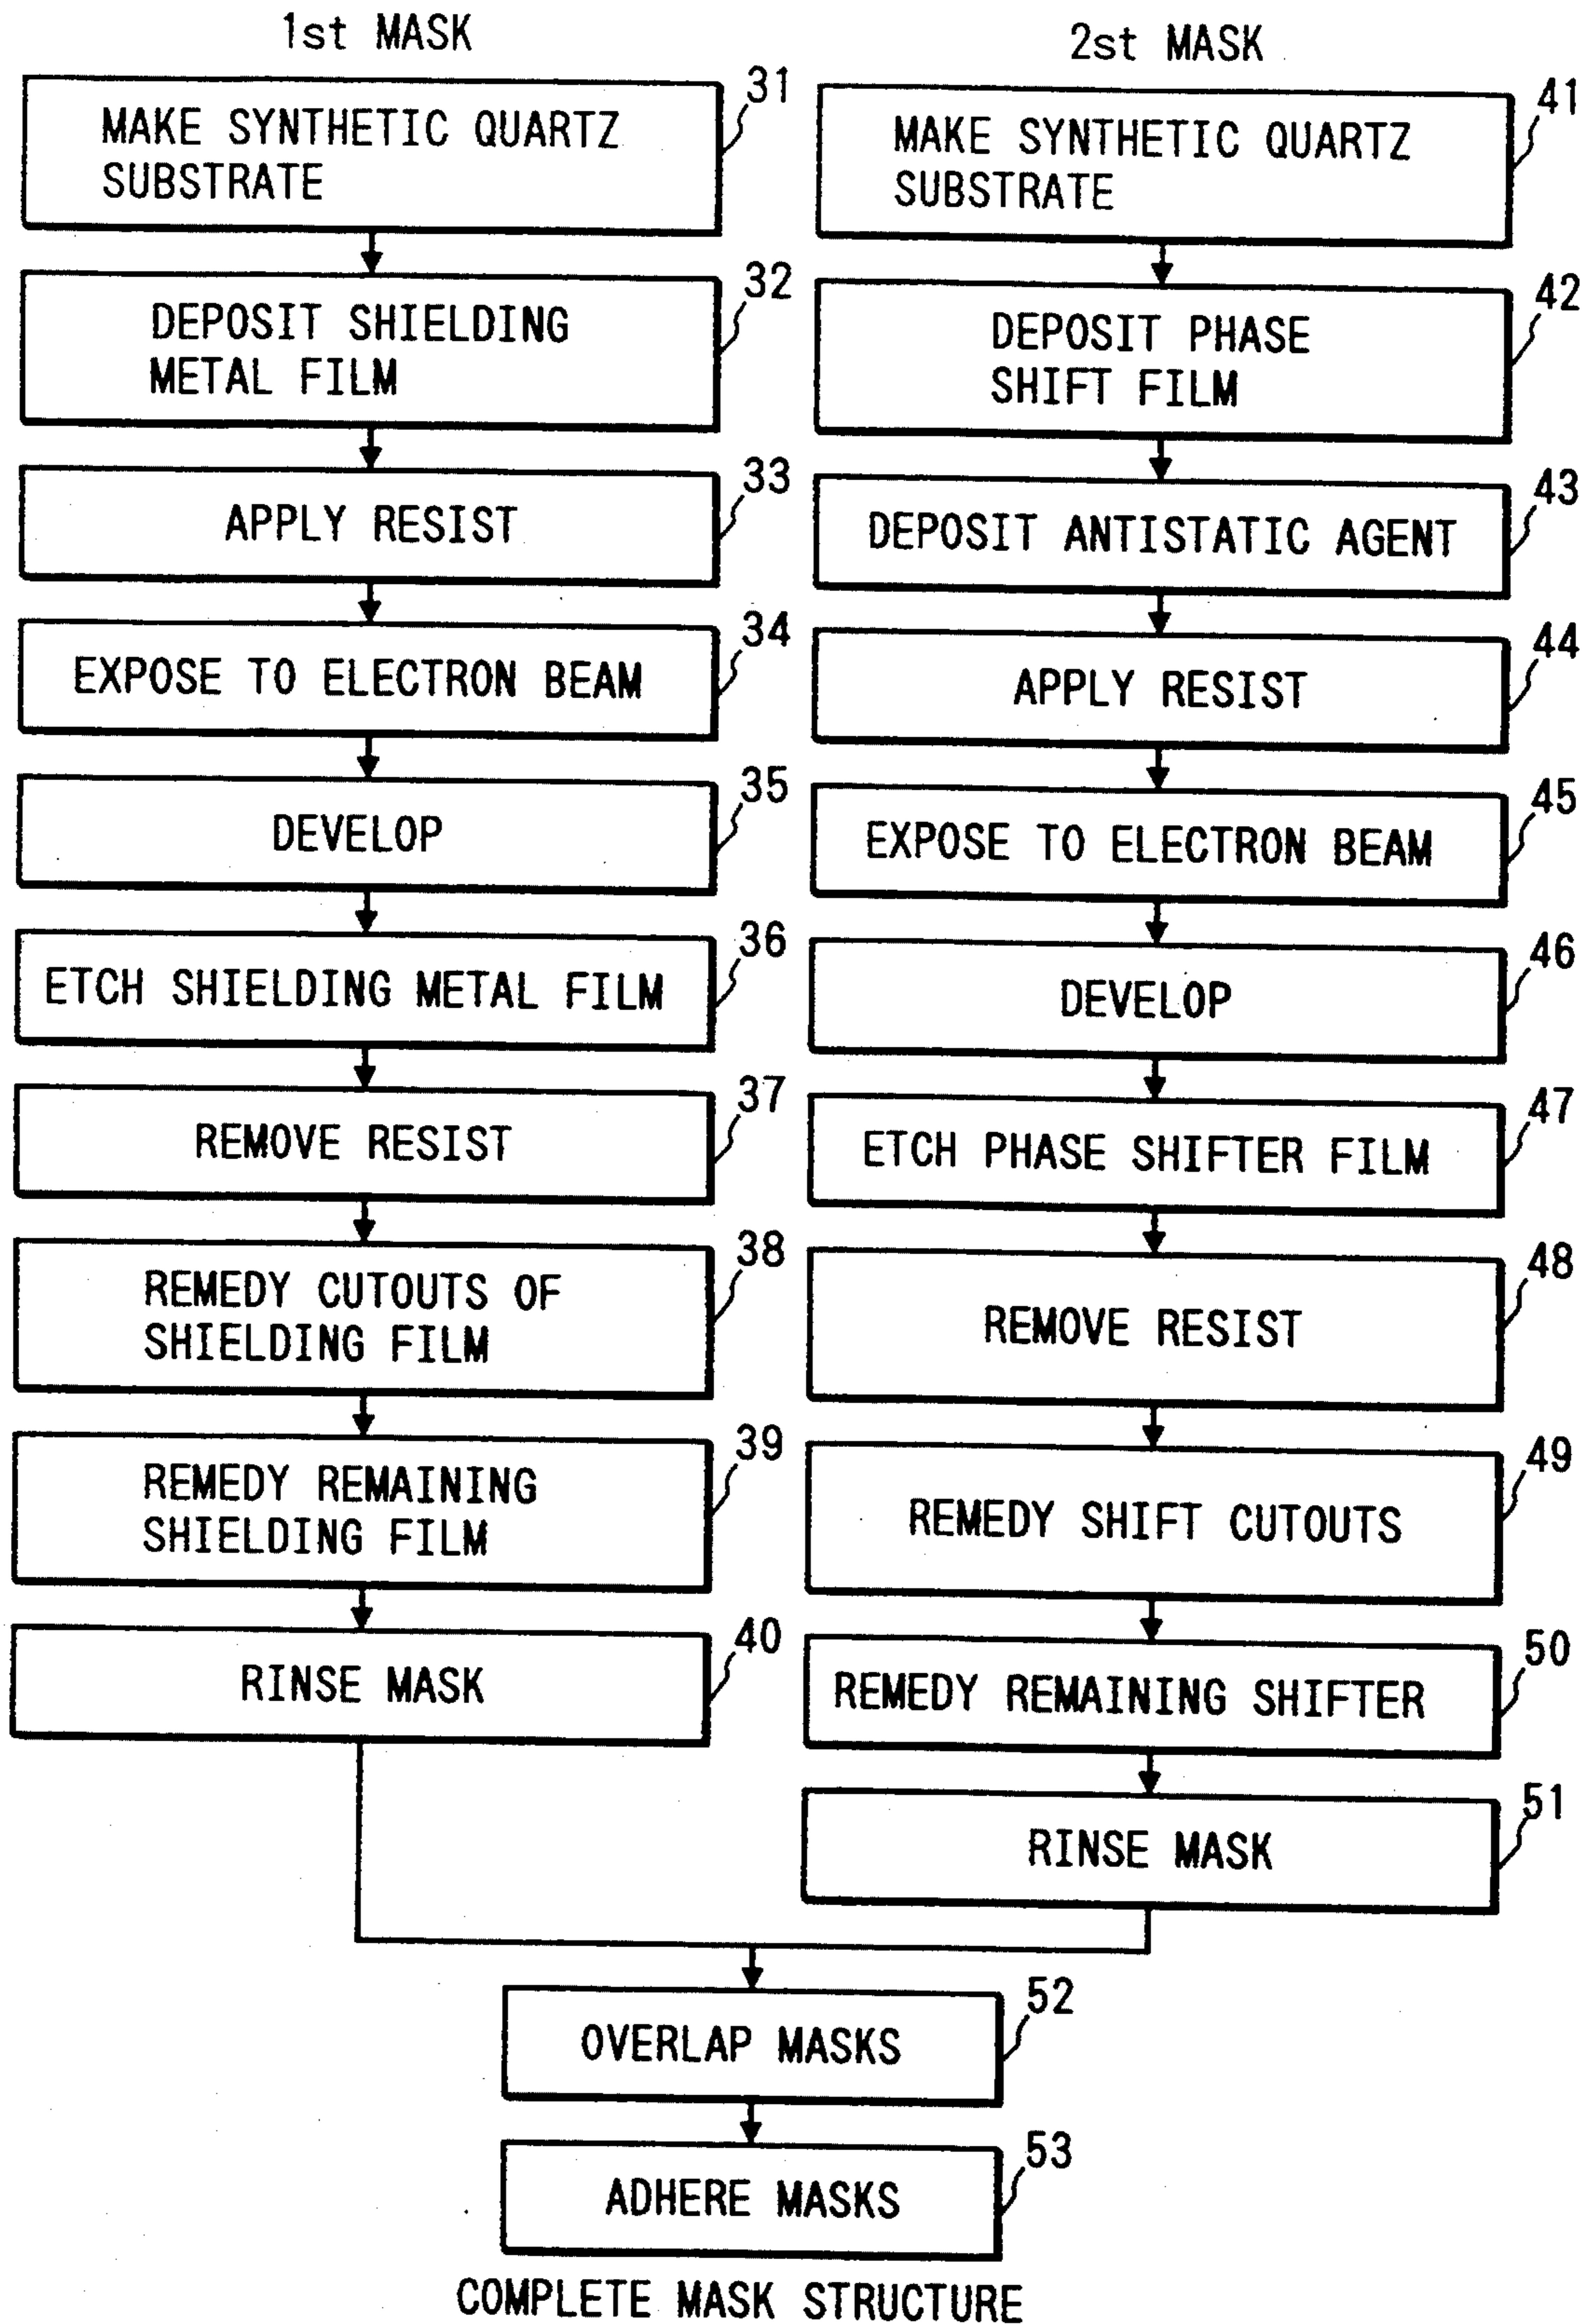 1st MASK
31
MAKE SYNTHETIC QUARTZ
SUBSTRATE
32
DEPOSIT SHIELDING
METAL FILM
33
APPLY RESIST
34
EXPOSE TO ELECTRON BEAM
35
DEVELOP
36
ETCH SHIELDING METAL FILM
37
REMOVE RESIST
38
REMEDY CUTOUTS OF
SHIELDING FILM
39
REMEDY REMAINING
SHIELDING FILM
40
RINSE MASK
2st MASK
41
MAKE SYNTHETIC QUARTZ
SUBSTRATE
42
DEPOSIT PHASE
SHIFT FILM
43
DEPOSIT ANTISTATIC AGENT
44
APPLY RESIST
45
EXPOSE TO ELECTRON BEAM
46
DEVELOP
47
ETCH PHASE SHIFTER FILM
48
REMOVE RESIST
49
REMEDY SHIFT CUTOUTS
50
REMEDY REMAINING SHIFTER
51
RINSE MASK
52
OVERLAP MASKS
53
ADHERE MASKS
COMPLETE MASK STRUCTURE